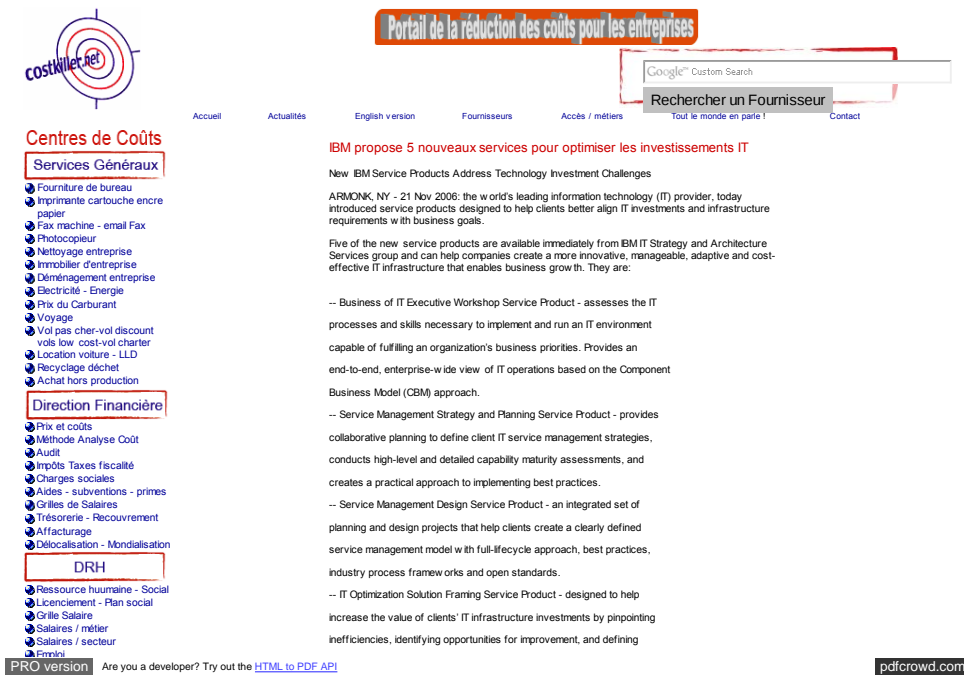 costkiller.net
Portail de la réduction des coûts pour les entreprises
Google™ Custom Search
Rechercher un Fournisseur
Accueil Actualités English version Fournisseurs Accès / métiers Tout le monde en parle ! Contact
Centres de Coûts
Services Généraux
Fourniture de bureau
Imprimante cartouche encre
papier
Fax machine - email Fax
Photocopieur
Nettoyage entreprise
Immobilier d'entreprise
Déménagement entreprise
Electricité - Energie
Prix du Carburant
Voyage
Vol pas cher-vol discount
vols low cost-vol charter
Location voiture - LLD
Recyclage déchet
Achat hors production
Direction Financière
Prix et coûts
Méthode Analyse Coût
Audit
Impôts Taxes fiscalité
Charges sociales
Aides - subventions - primes
Grilles de Salaires
Trésorerie - Recouvrement
Affacturage
Délocalisation - Mondialisation
DRH
Ressource huumaine - Social
Licenciement - Plan social
Grille Salaire
Salaires / métier
Salaires / secteur
Emploi
IBM propose 5 nouveaux services pour optimiser les investissements IT
New IBM Service Products Address Technology Investment Challenges
ARMONK, NY - 21 Nov 2006: the world's leading information technology (IT) provider, today
introduced service products designed to help clients better align IT investments and infrastructure
requirements with business goals.
Five of the new service products are available immediately from IBM IT Strategy and Architecture
Services group and can help companies create a more innovative, manageable, adaptive and cost-
effective IT infrastructure that enables business growth. They are:
-- Business of IT Executive Workshop Service Product - assesses the IT
processes and skills necessary to implement and run an IT environment
capable of fulfilling an organization's business priorities. Provides an
end-to-end, enterprise-wide view of IT operations based on the Component
Business Model (CBM) approach.
-- Service Management Strategy and Planning Service Product - provides
collaborative planning to define client IT service management strategies,
conducts high-level and detailed capability maturity assessments, and
creates a practical approach to implementing best practices.
-- Service Management Design Service Product - an integrated set of
planning and design projects that help clients create a clearly defined
service management model with full-lifecycle approach, best practices,
industry process frameworks and open standards.
-- IT Optimization Solution Framing Service Product - designed to help
increase the value of clients' IT infrastructure investments by pinpointing
inefficiencies, identifying opportunities for improvement, and defining
PRO version Are you a developer? Try out the HTML to PDF API pdfcrowd.com